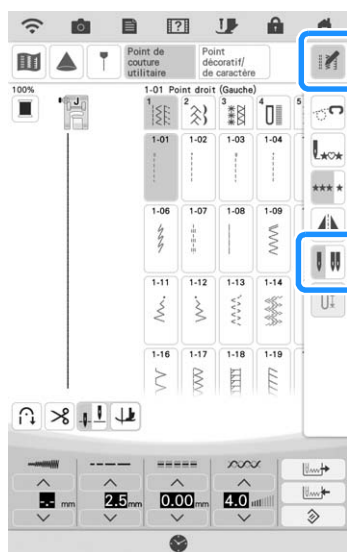 Point de
couture
utilitaire
Point
décoratif/
de caractère
100%
1-01 Point droit (Gauche)
J
1
2
3
4
5
1-01
1-02
1-03
1-04
1-06
1-07
1-08
1-09
1-11
1-12
1-13
1-14
1-16
1-17
1-18
1-19
-.- mm
2.5 mm
0.00 mm
4.0